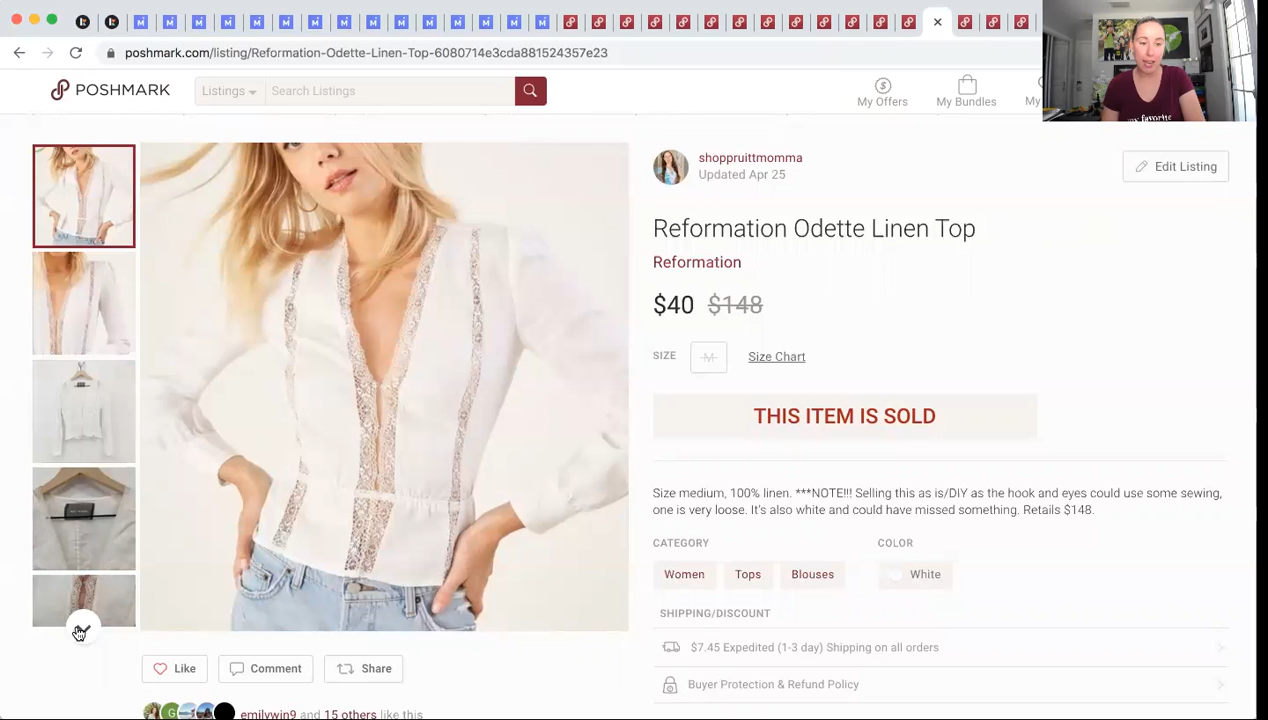 poshmark.com/listing/Reformation-Odette-Linen-Top-6080714e3cda881524357e23
POSHMARK
Listings
Search Listings
My Offers
My Bundles
My
my favorite
shoppruittmomma
Updated Apr 25
Edit Listing
Reformation Odette Linen Top
Reformation
$40 $148
SIZE M Size Chart
THIS ITEM IS SOLD
Size medium, 100% linen. ***NOTE!!! Selling this as is/DIY as the hook and eyes could use some sewing,
one is very loose. It's also white and could have missed something. Retails $148.
CATEGORY
COLOR
Women
Tops
Blouses
White
SHIPPING/DISCOUNT
$7.45 Expedited (1-3 day) Shipping on all orders
Buyer Protection & Refund Policy
Like
Comment
Share
emilywin9 and 15 others like this